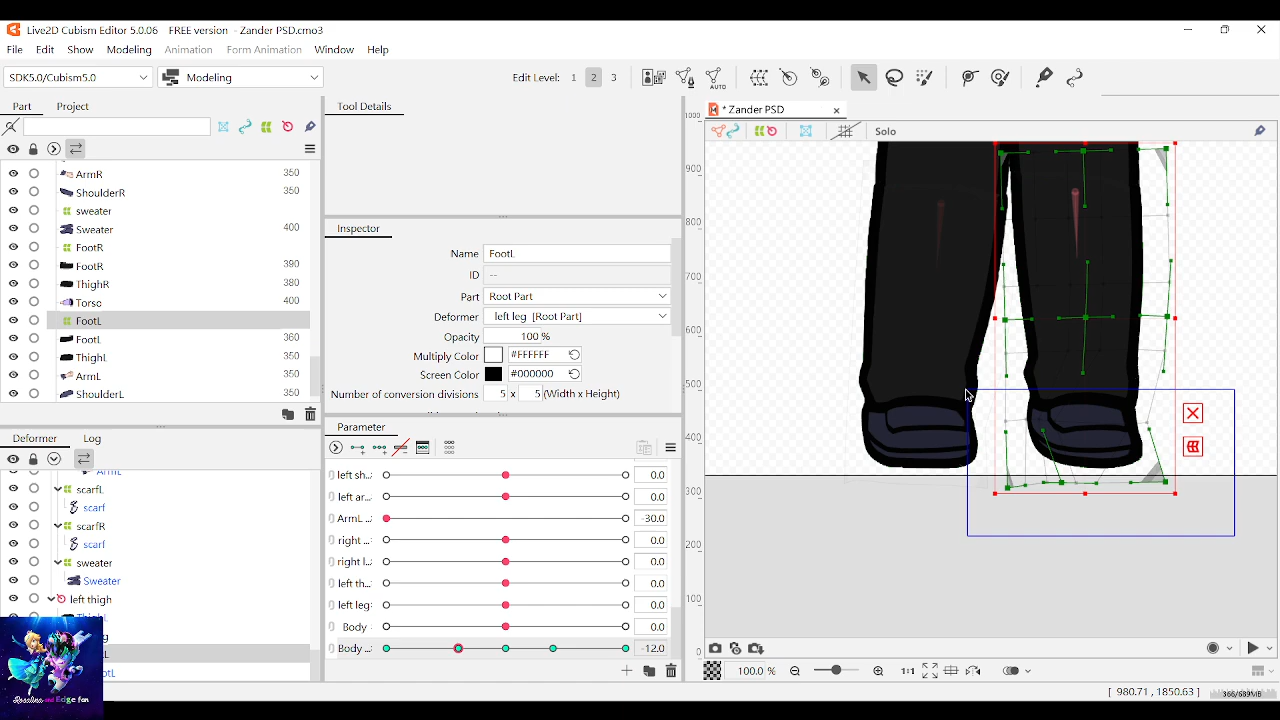 Live2D Cubism Editor 5.0.06   FREE version  - Zander PSD.cmo3
File Edit Show Modeling Animation Form Animation Window Help
SDK5.0/Cubism5.0 Modeling Edit Level: 1 2 3 AUTO
Part Project Tool Details * Zander PSD
Solo
ArmR 350
ShoulderR 350
sweater
Sweater 400
FootR
FootR 390
ThighR 380
Torso 400
FootL
FootL 360
ThighL 350
ArmL 350
ShoulderL 350
Inspector
Name FootL
ID --
Part Root Part
Deformer left leg [Root Part]
Opacity 100 %
Multiply Color #FFFFFF
Screen Color #000000
Number of conversion divisions 5 x 5 (Width x Height)
Deformer Log
ArmL
scarfL
scarf
scarfR
scarf
sweater
Sweater
left thigh
Parameter
left sh... 0.0
left ar... 0.0
ArmL ... -30.0
right ... 0.0
right l... 0.0
left th... 0.0
left leg 0.0
Body 0.0
Body ... -12.0
1000
900
800
700
600
500
400
300
200
100
0
100.0 % 1:1
[ 980.71 , 1850.63 ]
Edge fan